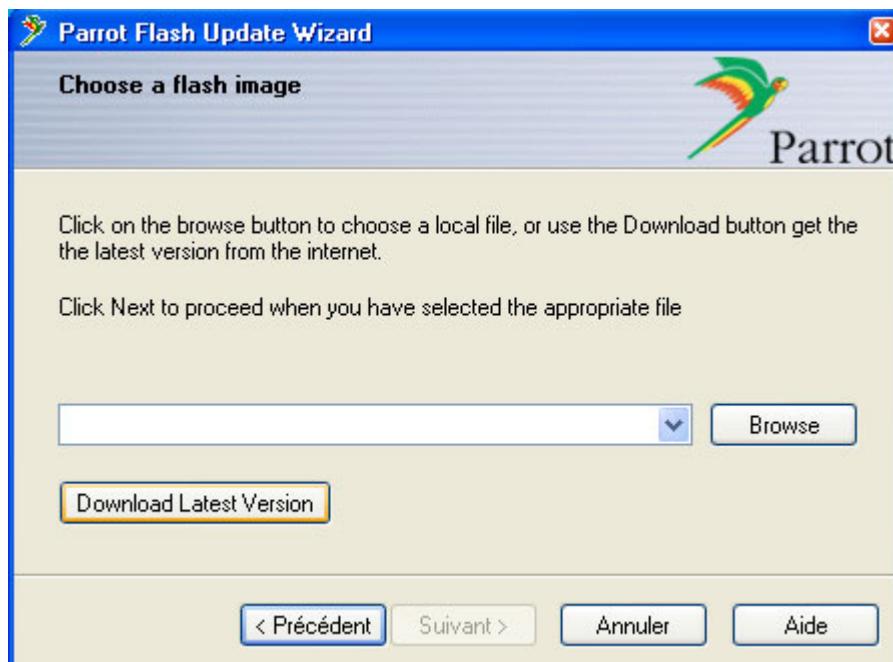 Parrot Flash Update Wizard
Choose a flash image
Parrot
Click on the browse button to choose a local file, or use the Download button get the
the latest version from the internet.
Click Next to proceed when you have selected the appropriate file
Browse
Download Latest Version
< Précédent
Suivant >
Annuler
Aide